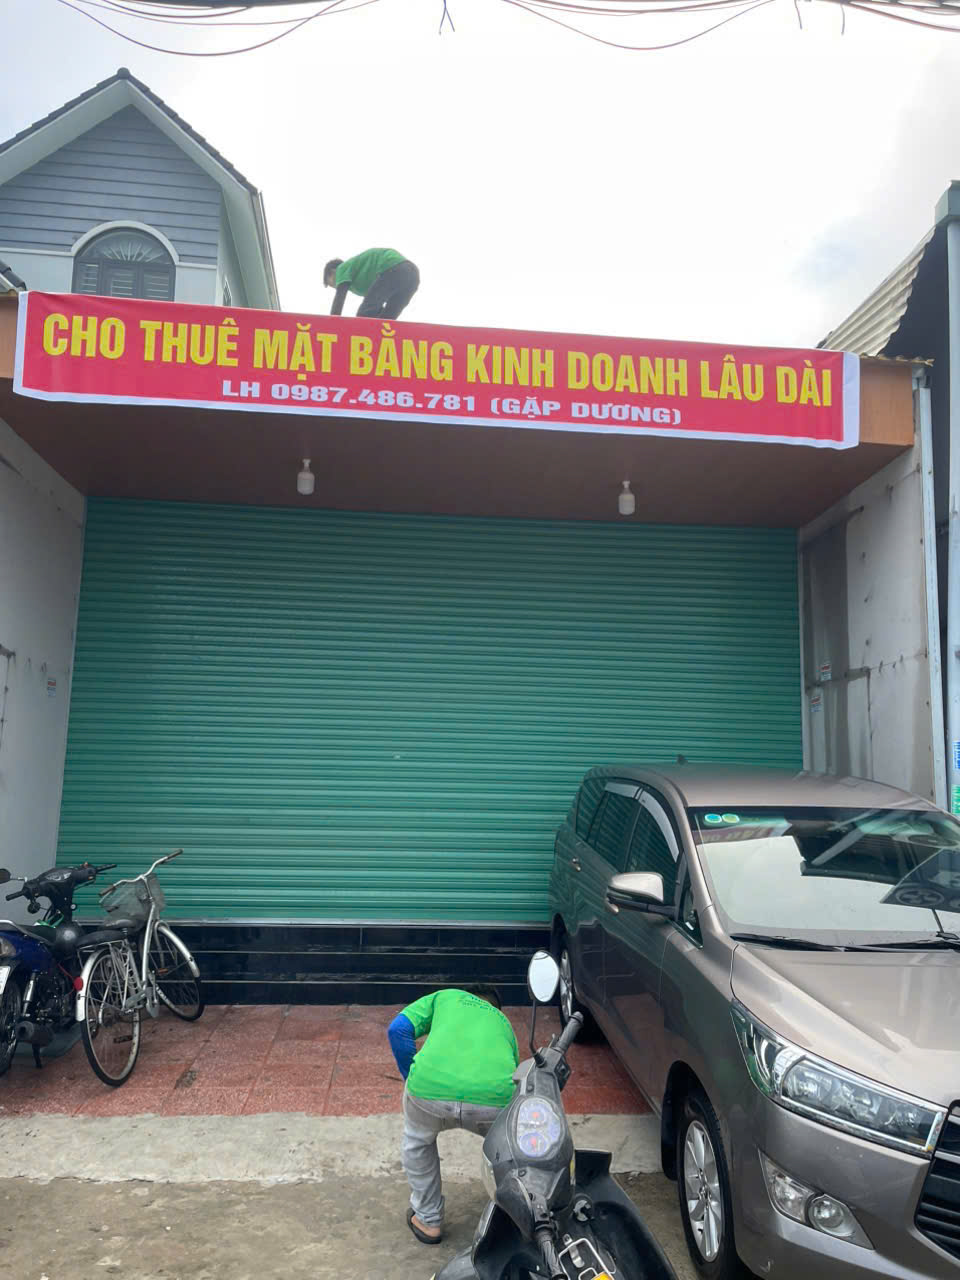 CHO THUÊ MẶT BẰNG KINH DOANH LÂU DÀI
LH 0987.486.781 (GẶP DƯƠNG)